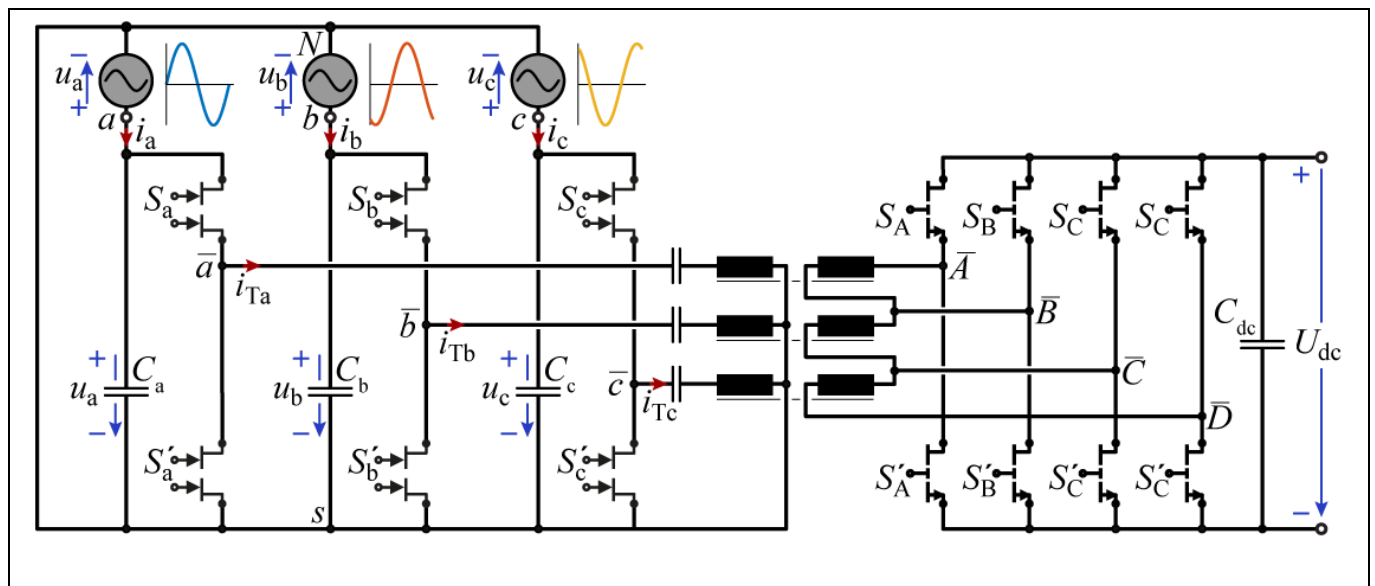 N
− u_a +
− u_b +
− u_c +
a i_a
b i_b
c i_c
S_a S_b S_c
S_A S_B S_C S_C
+
a̅ i_Ta
A̅
b̅ i_Tb
B̅
+ u_a − C_a
+ u_b − C_b
+ u_c − C_c
c̅ i_Tc
C̅
C_dc U_dc
D̅
S′_a S′_b S′_c
S′_A S′_B S′_C S′_C
s
−